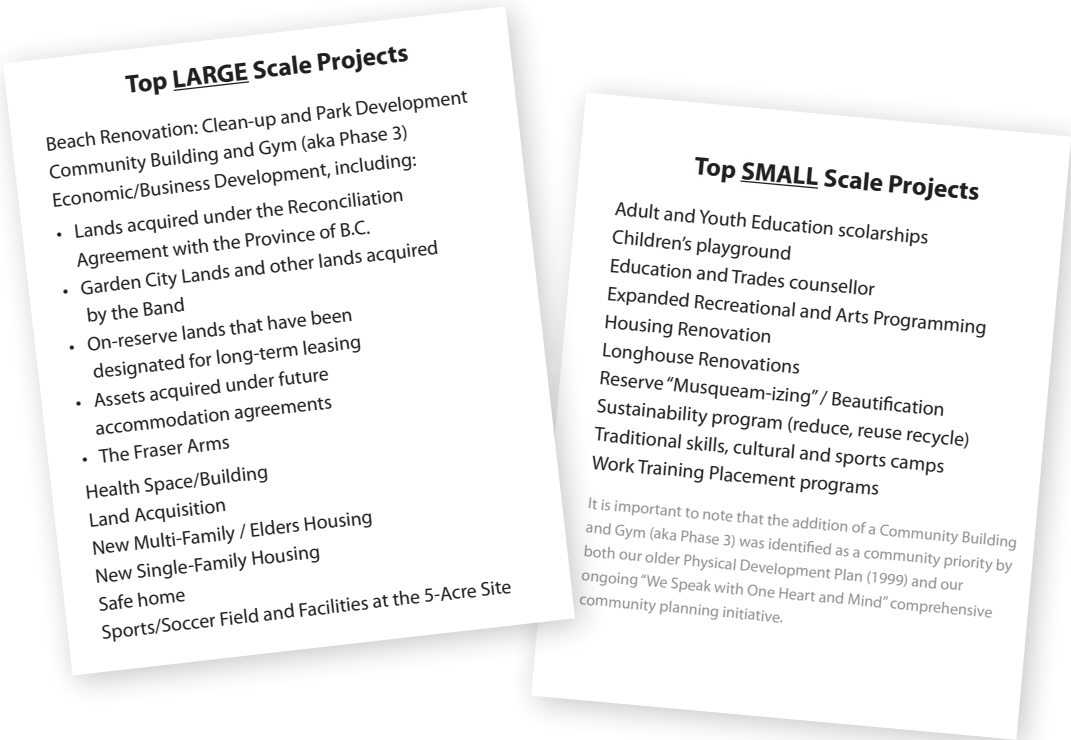 Top LARGE Scale Projects
Beach Renovation: Clean-up and Park Development
Community Building and Gym (aka Phase 3)
Economic/Business Development, including:
• Lands acquired under the Reconciliation
Agreement with the Province of B.C.
• Garden City Lands and other lands acquired
by the Band
• On-reserve lands that have been
designated for long-term leasing
• Assets acquired under future
accommodation agreements
• The Fraser Arms
Health Space/Building
Land Acquisition
New Multi-Family / Elders Housing
New Single-Family Housing
Safe home
Sports/Soccer Field and Facilities at the 5-Acre Site
Top SMALL Scale Projects
Adult and Youth Education scolarships
Children’s playground
Education and Trades counsellor
Expanded Recreational and Arts Programming
Housing Renovation
Longhouse Renovations
Reserve “Musqueam-izing” / Beautification
Sustainability program (reduce, reuse recycle)
Traditional skills, cultural and sports camps
Work Training Placement programs
It is important to note that the addition of a Community Building
and Gym (aka Phase 3) was identified as a community priority by
both our older Physical Development Plan (1999) and our
ongoing “We Speak with One Heart and Mind” comprehensive
community planning initiative.